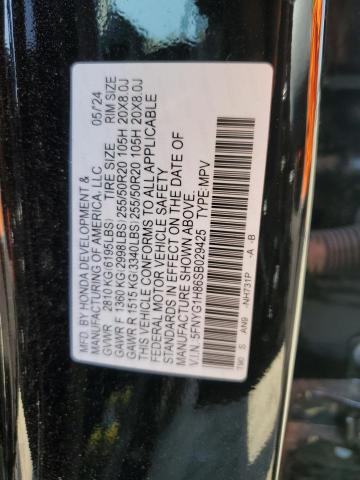 MFD. BY HONDA DEVELOPMENT & 05/24
MANUFACTURING OF AMERICA, LLC
TIRE SIZE RIM SIZE
GVWR 2810 KG(6195LBS)
GAWR F 1360 KG(2998LBS) 255/50R20 105H 20X8.0J
GAWR R 1515 KG(3340LBS) 255/50R20 105H 20X8.0J
THIS VEHICLE CONFORMS TO ALL APPLICABLE
FEDERAL MOTOR VEHICLE SAFETY
STANDARDS IN EFFECT ON THE DATE OF
MANUFACTURE SHOWN ABOVE.
V.I.N. 5FNYG1H86SB029425 TYPE:MPV
T90 S AN9 -NH731P -A -B